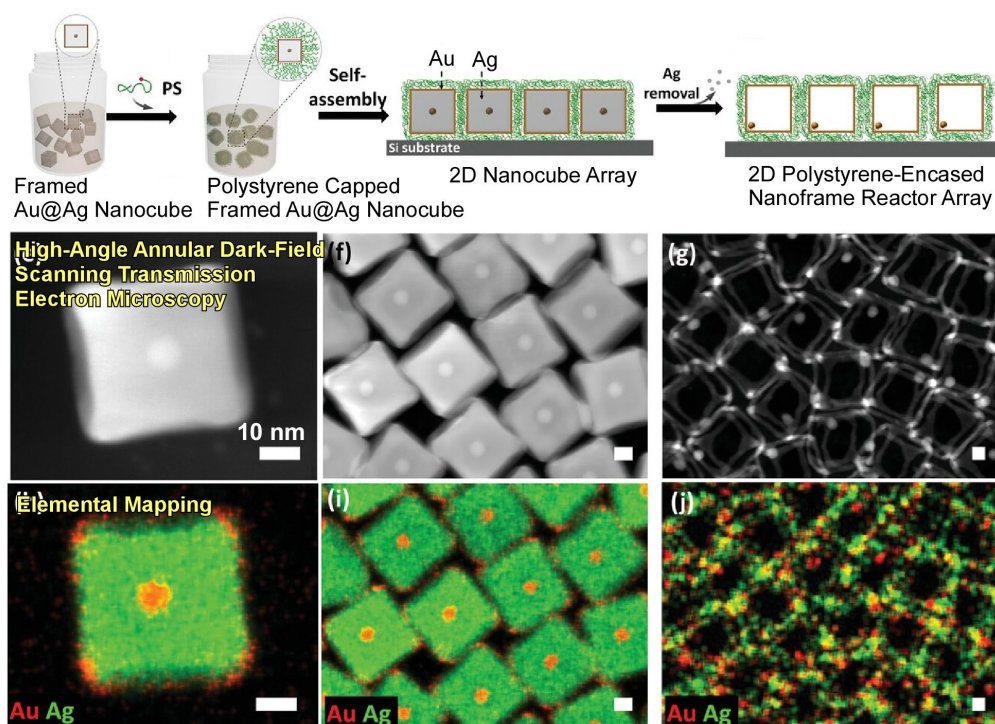 PS
Self-
assembly
Au
Ag
Ag
removal
Si substrate
Framed
Au@Ag Nanocube
Polystyrene Capped
Framed Au@Ag Nanocube
2D Nanocube Array
2D Polystyrene-Encased
Nanoframe Reactor Array
High-Angle Annular Dark-Field
Scanning Transmission
Electron Microscopy
10 nm
(f)
(g)
Elemental Mapping
Au Ag
(i)
Au Ag
(j)
Au Ag